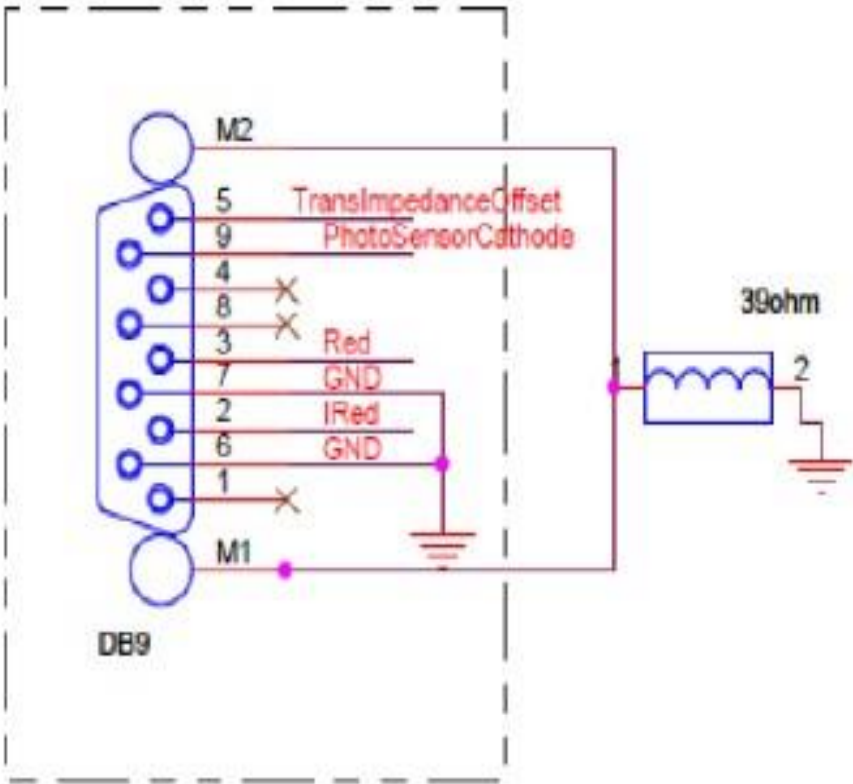 M2
5 TransImpedanceOffset
9 PhotoSensorCathode
4
8
39ohm
3 Red
1 2
7 GND
2 IRed
6 GND
1
M1
DB9